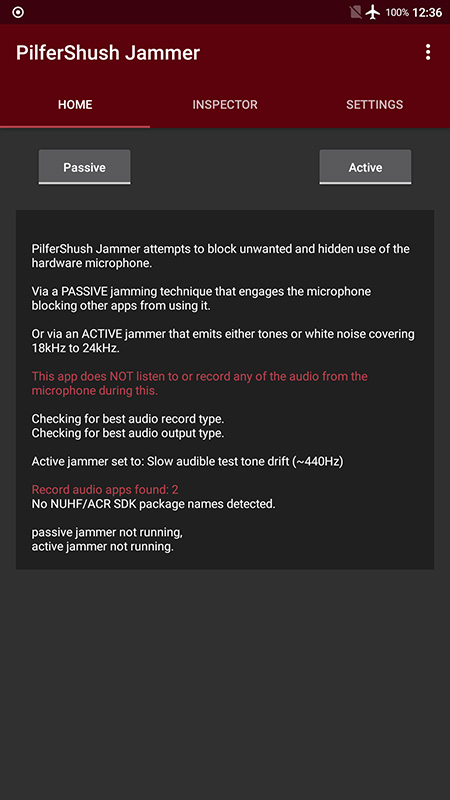 100% 12:36
PilferShush Jammer
HOME INSPECTOR SETTINGS
Passive Active
PilferShush Jammer attempts to block unwanted and hidden use of the
hardware microphone.
Via a PASSIVE jamming technique that engages the microphone
blocking other apps from using it.
Or via an ACTIVE jammer that emits either tones or white noise covering
18kHz to 24kHz.
This app does NOT listen to or record any of the audio from the
microphone during this.
Checking for best audio record type.
Checking for best audio output type.
Active jammer set to: Slow audible test tone drift (~440Hz)
Record audio apps found: 2
No NUHF/ACR SDK package names detected.
passive jammer not running,
active jammer not running.